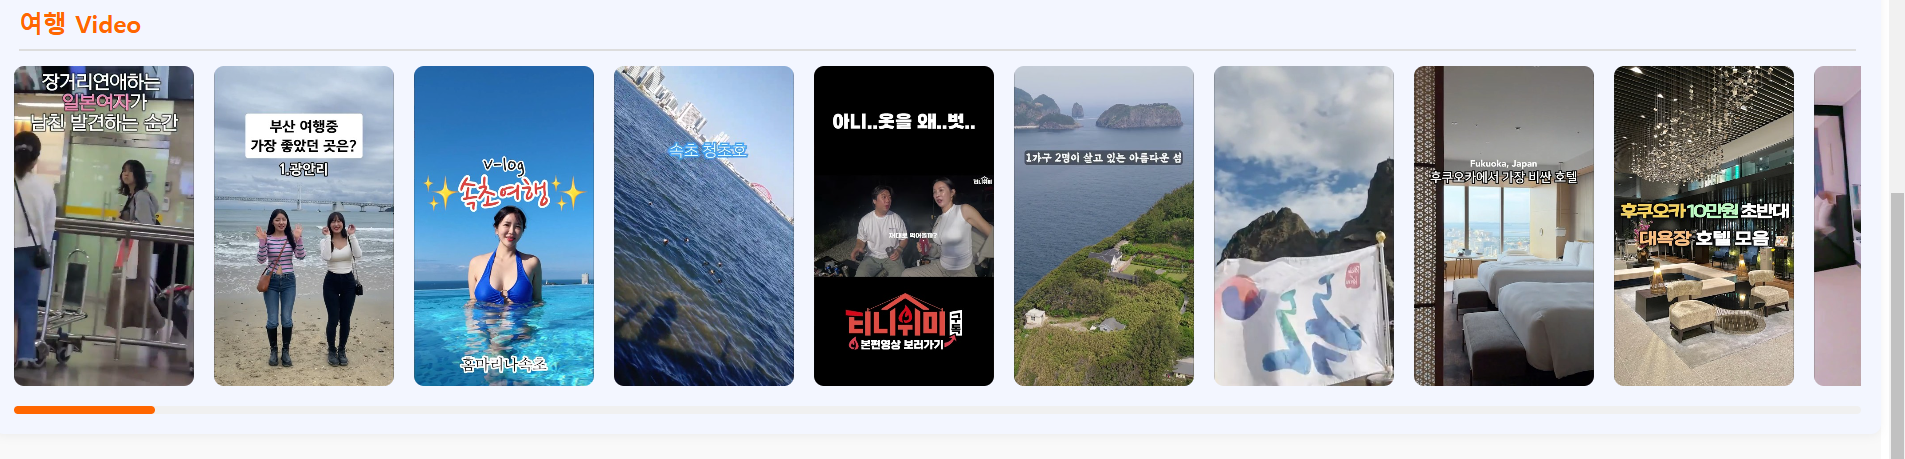 여행 Video
장거리연애하는
일본여자가
남친 발견하는 순간
부산 여행중
가장 좋았던 곳은?
1.광안리
v-log
속초여행
홈마리나속초
속초 청초호
아니..옷을 왜..벗..
티니위미
티니위미
구독
본편영상 보러가기
1가구 2명이 살고 있는 아름다운 섬
독도
Fukuoka, Japan
후쿠오카에서 가장 비싼 호텔
후쿠오카 10만원 초반대
대욕장 호텔 모음